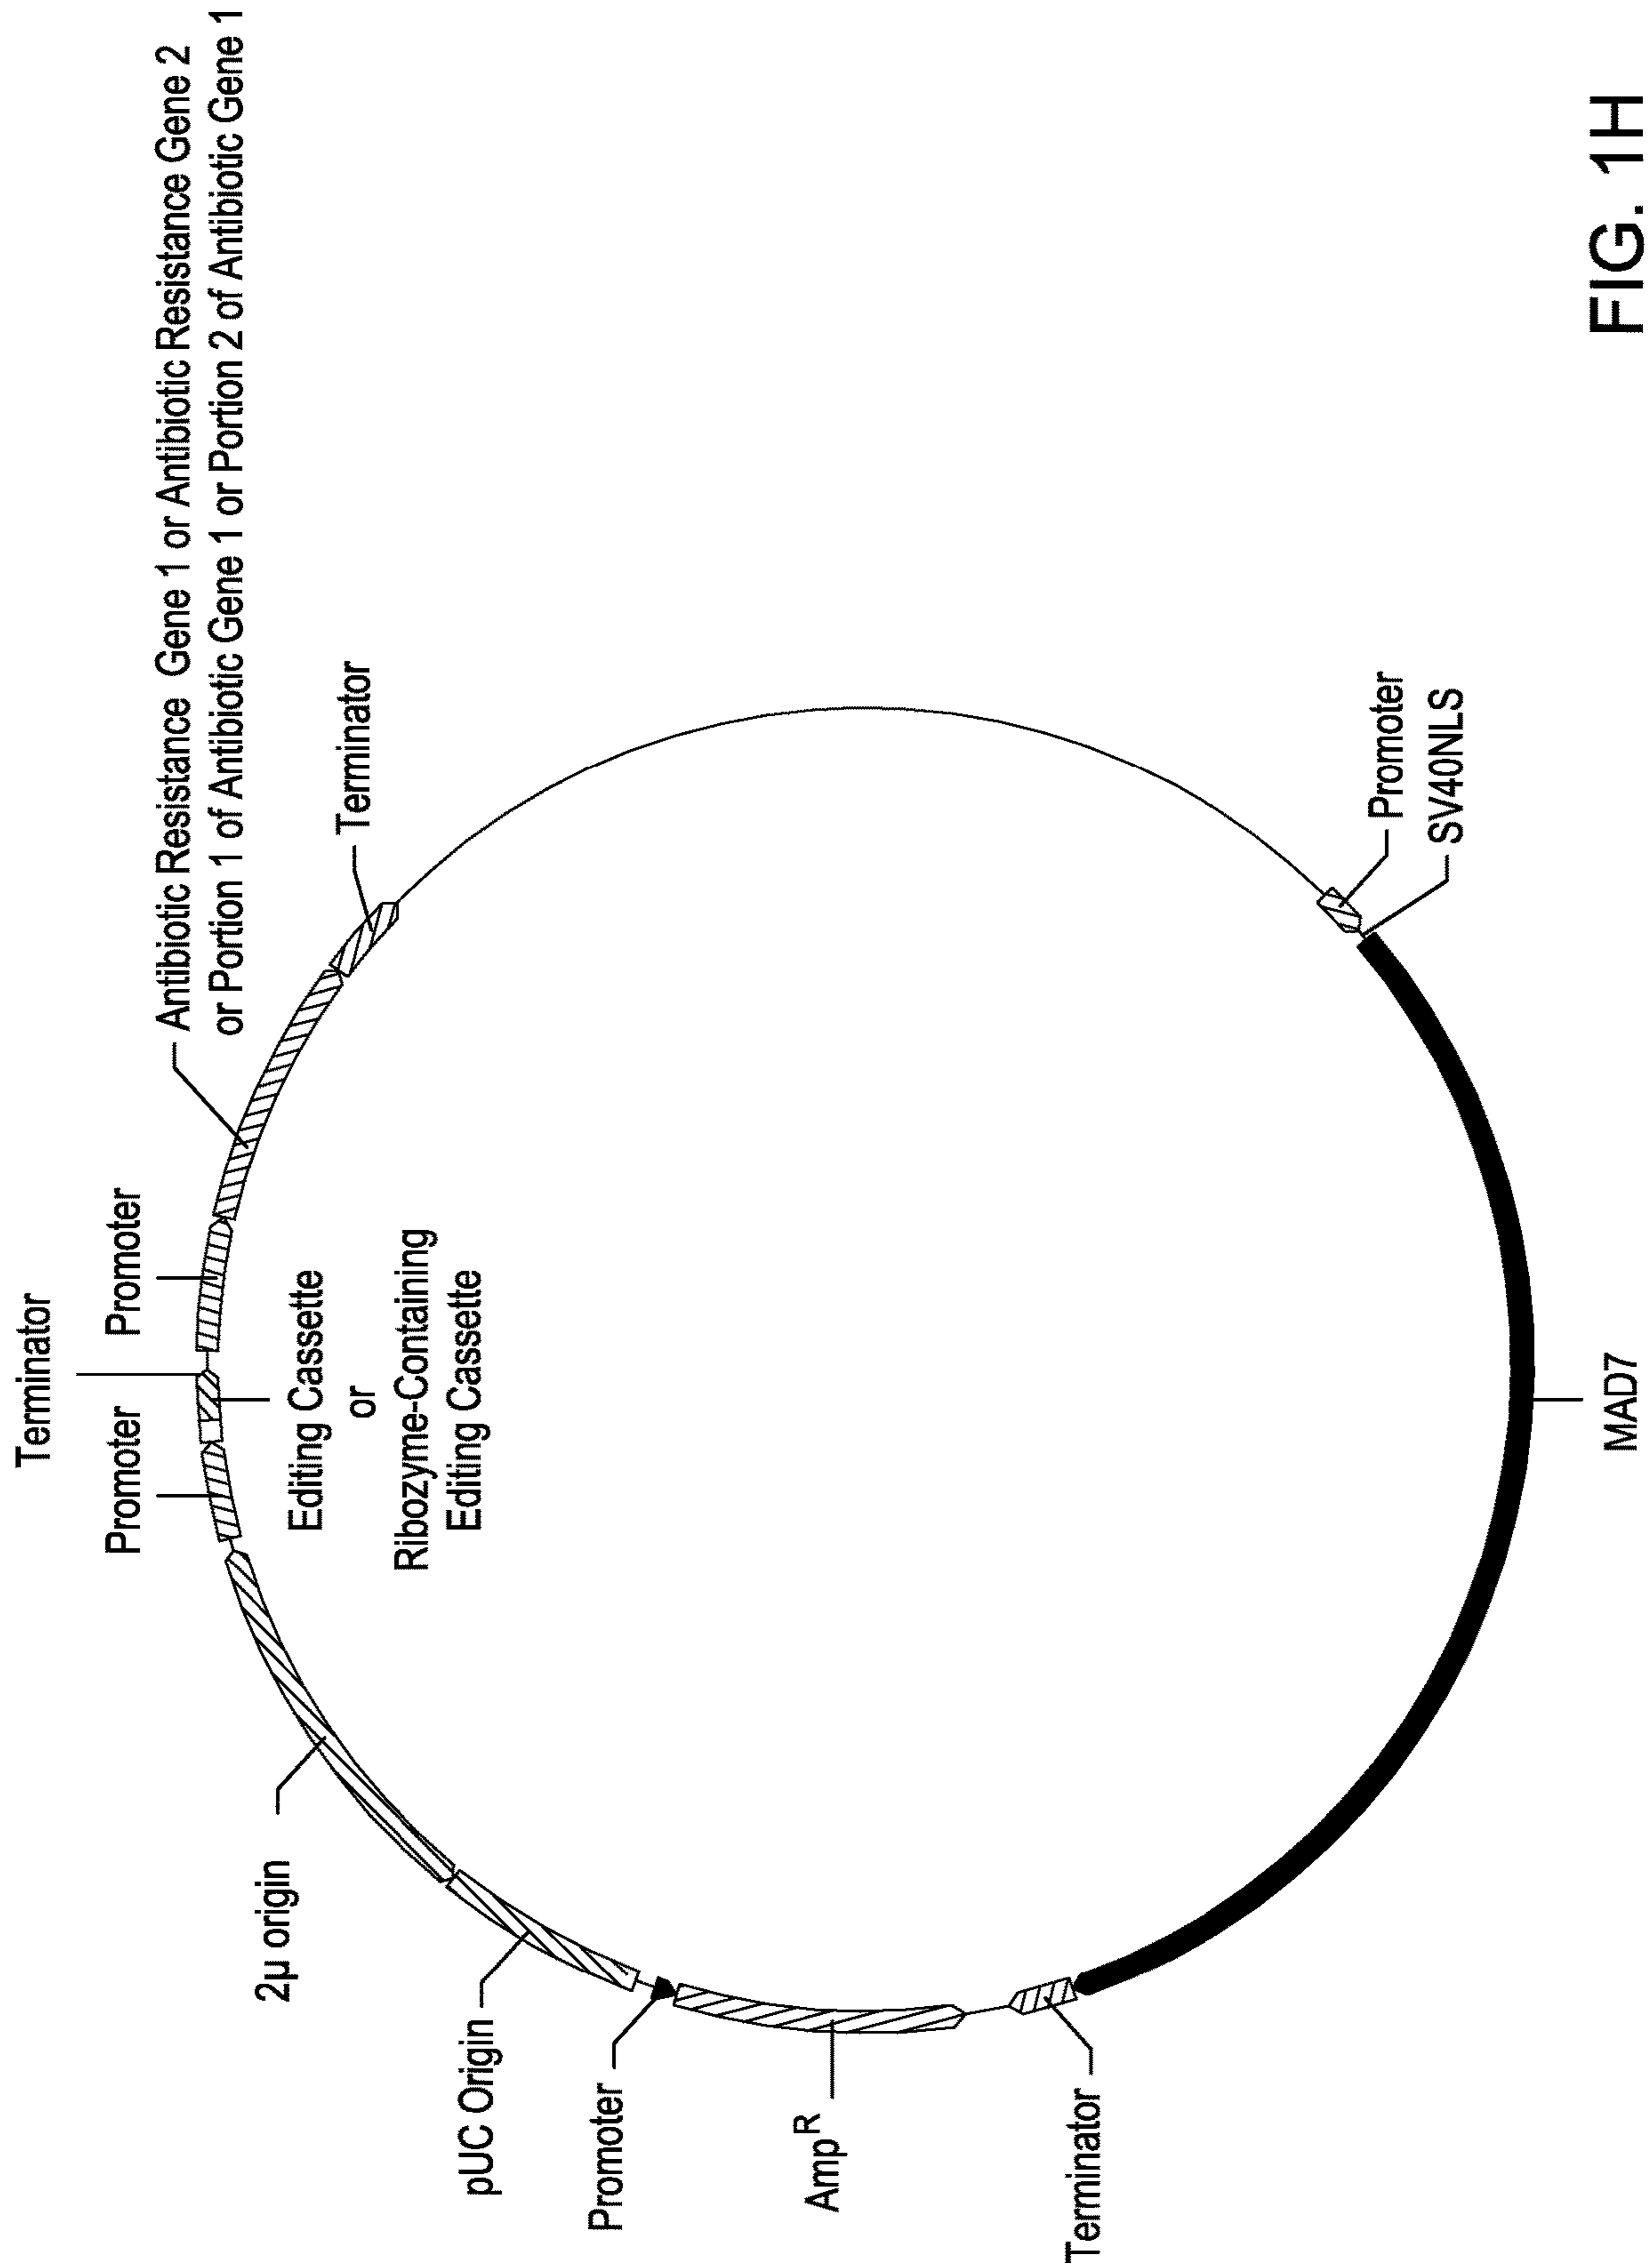 Terminator
Promoter
Promoter
Antibiotic Resistance Gene 1 or Antibiotic Resistance Gene 2
or Portion 1 of Antibiotic Gene 1 or Portion 2 of Antibiotic Gene 1
Editing Cassette
or
Ribozyme-Containing
Editing Cassette
2µ origin
Terminator
pUC Origin
Promoter
Amp^R
Terminator
Promoter
SV40NLS
MAD7
FIG. 1H